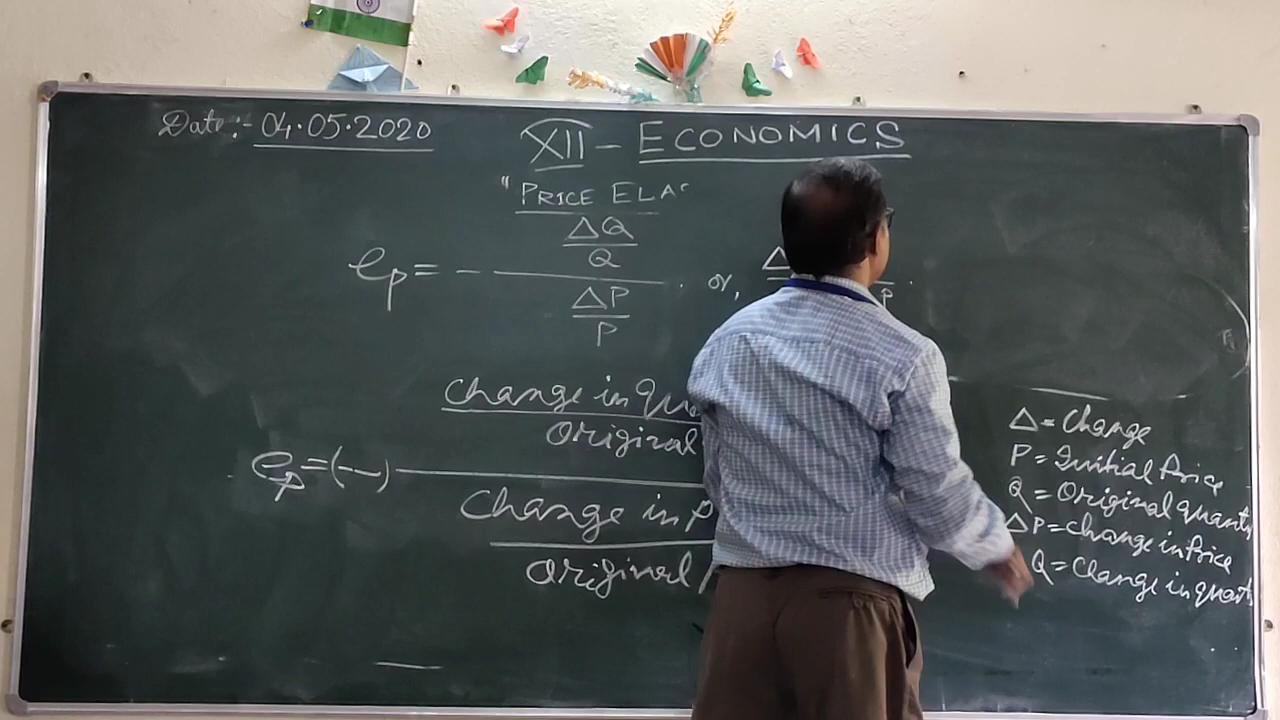 Date:- 04.05.2020
XII - ECONOMICS
"PRICE ELA
ep = - ΔQ/Q / ΔP/P . or, Δ P .
Change in Qu
Original
ep = (-)
Change in P
Original P
Δ = Change
P = Initial Price
Q = Original quantity
ΔP = change in Price
Q = Change in quant